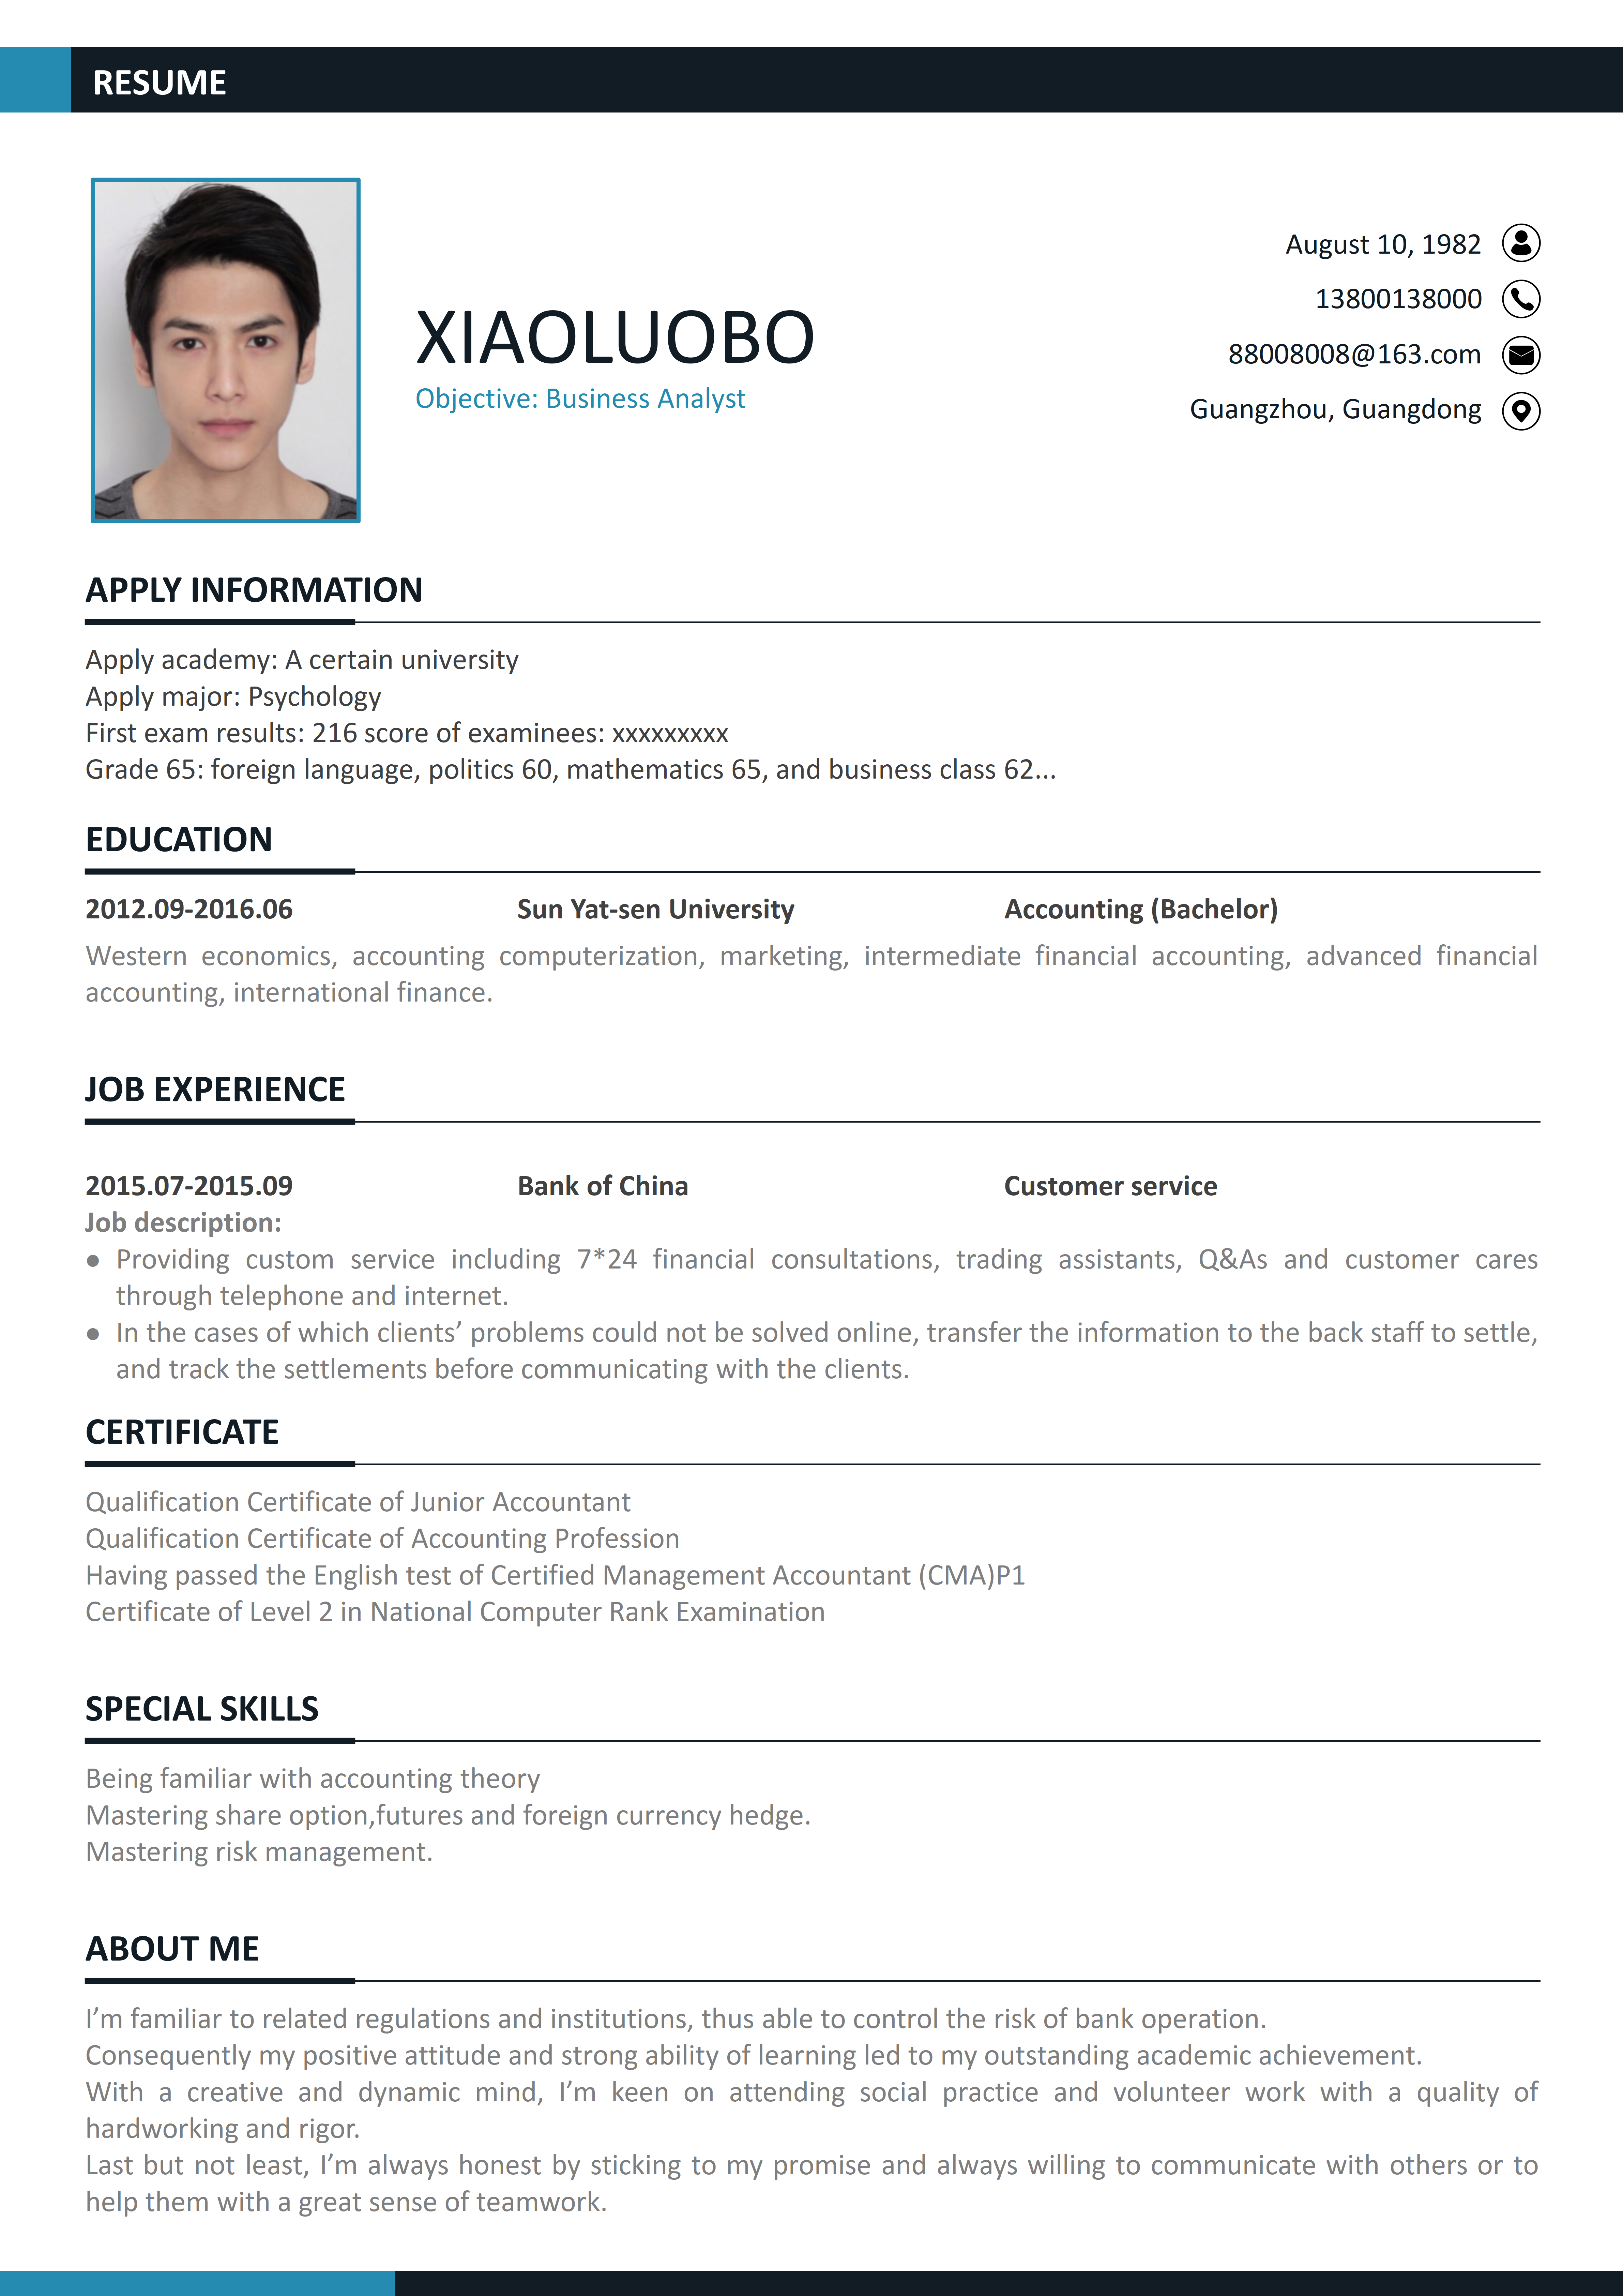 RESUME
XIAOLUOBO
Objective: Business Analyst
August 10, 1982
13800138000
88008008@163.com
Guangzhou, Guangdong
APPLY INFORMATION
Apply academy: A certain university
Apply major: Psychology
First exam results: 216 score of examinees: xxxxxxxxx
Grade 65: foreign language, politics 60, mathematics 65, and business class 62...
EDUCATION
2012.09-2016.06 Sun Yat-sen University Accounting (Bachelor)
Western economics, accounting computerization, marketing, intermediate financial accounting, advanced financial
accounting, international finance.
JOB EXPERIENCE
2015.07-2015.09 Bank of China Customer service
Job description:
● Providing custom service including 7*24 financial consultations, trading assistants, Q&As and customer cares
through telephone and internet.
● In the cases of which clients’ problems could not be solved online, transfer the information to the back staff to settle,
and track the settlements before communicating with the clients.
CERTIFICATE
Qualification Certificate of Junior Accountant
Qualification Certificate of Accounting Profession
Having passed the English test of Certified Management Accountant (CMA)P1
Certificate of Level 2 in National Computer Rank Examination
SPECIAL SKILLS
Being familiar with accounting theory
Mastering share option,futures and foreign currency hedge.
Mastering risk management.
ABOUT ME
I’m familiar to related regulations and institutions, thus able to control the risk of bank operation.
Consequently my positive attitude and strong ability of learning led to my outstanding academic achievement.
With a creative and dynamic mind, I’m keen on attending social practice and volunteer work with a quality of
hardworking and rigor.
Last but not least, I’m always honest by sticking to my promise and always willing to communicate with others or to
help them with a great sense of teamwork.